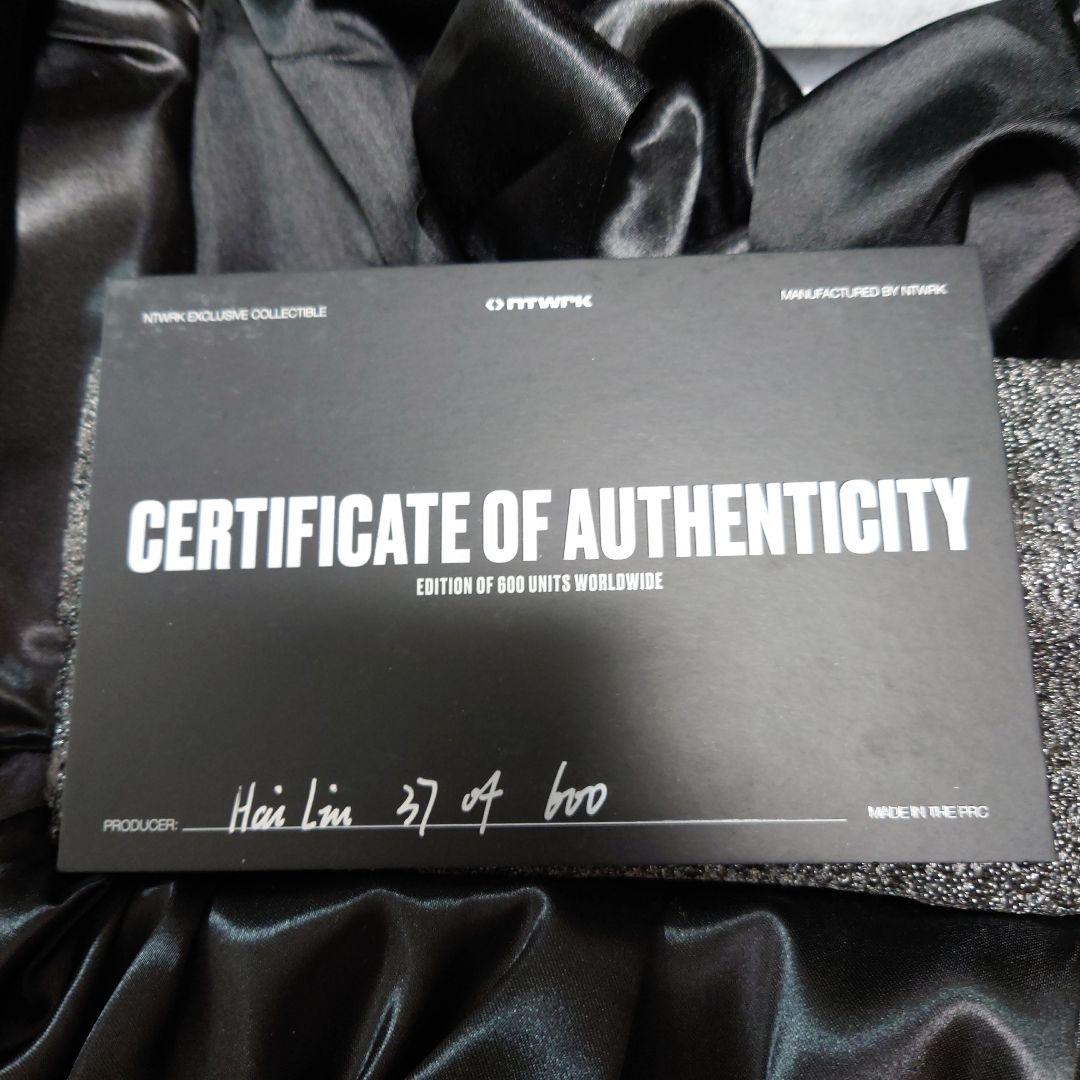 NTWRK EXCLUSIVE COLLECTIBLE
NTWRK
MANUFACTURED BY NTWRK
CERTIFICATE OF AUTHENTICITY
EDITION OF 600 UNITS WORLDWIDE
PRODUCER: Hai Lin 37 of 600
MADE IN THE PRC